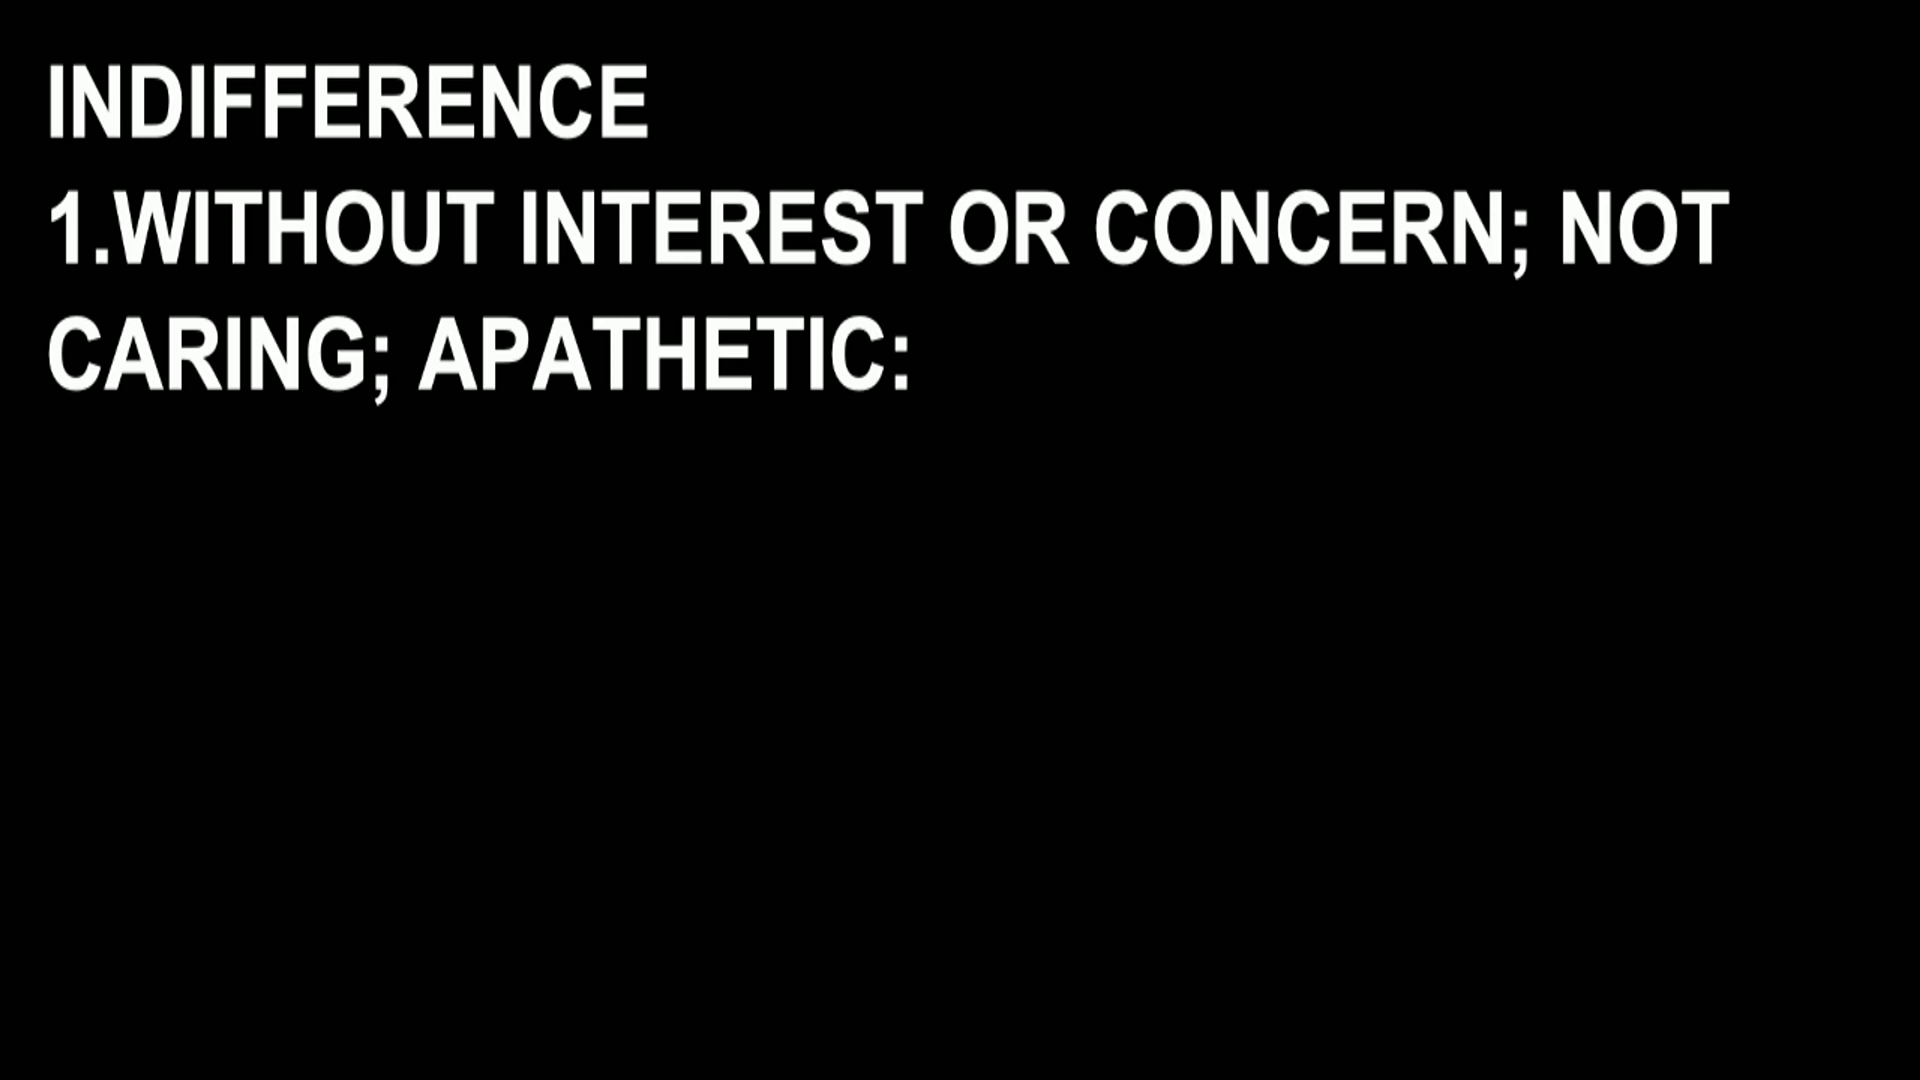 INDIFFERENCE
1.WITHOUT INTEREST OR CONCERN; NOT
CARING; APATHETIC: